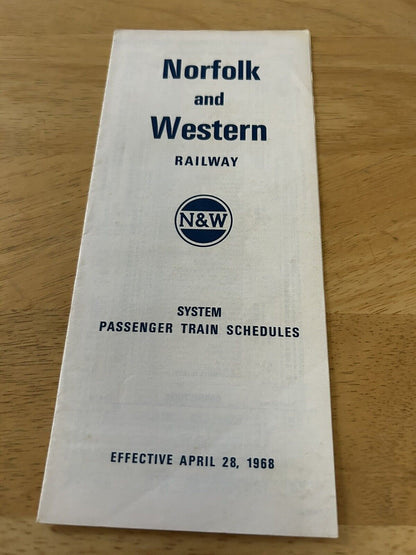 Norfolk
and
Western
RAILWAY
N&W
SYSTEM
PASSENGER TRAIN SCHEDULES
EFFECTIVE APRIL 28, 1968